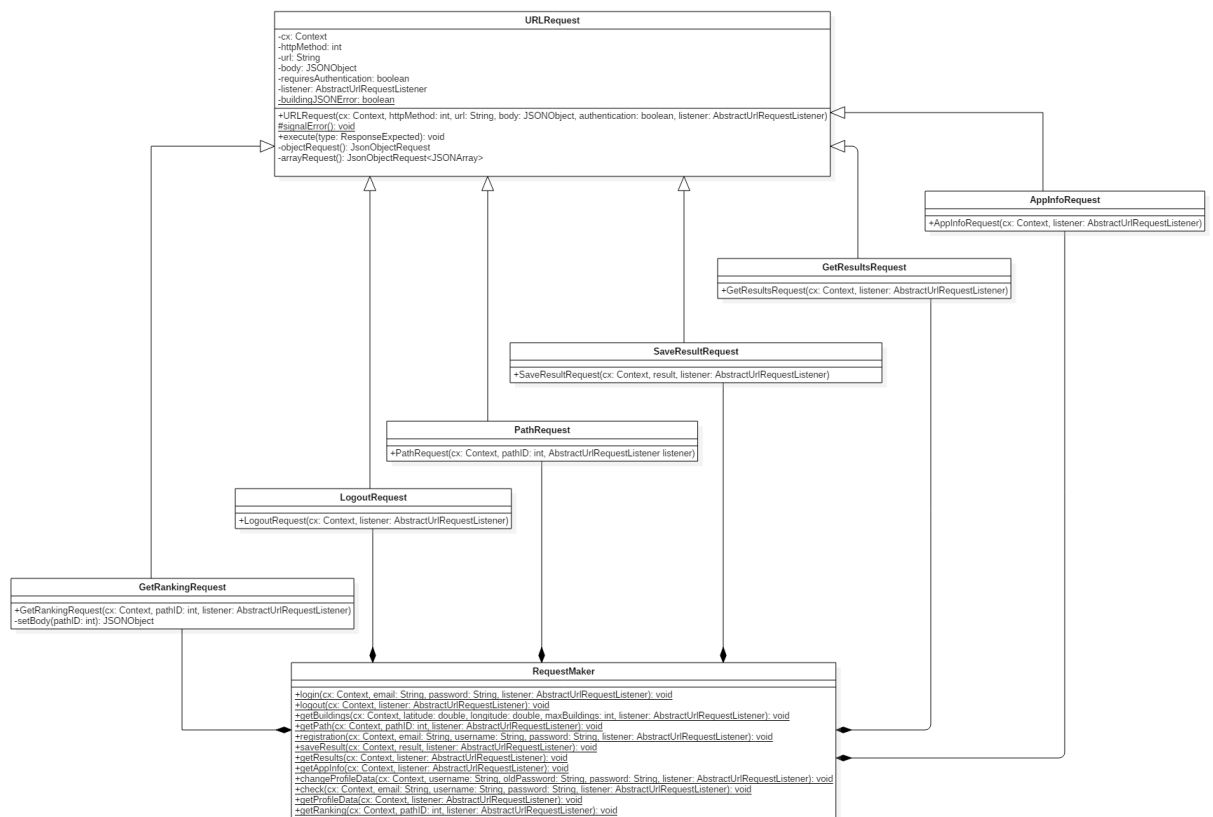 URLRequest
-cx: Context
-httpMethod: int
-url: String
-body: JSONObject
-requiresAuthentication: boolean
-listener: AbstractUrlRequestListener
-buildingJSONError: boolean
+URLRequest(cx: Context, httpMethod: int, url: String, body: JSONObject, authentication: boolean, listener: AbstractUrlRequestListener)
#signalError(): void
+execute(type: ResponseExpected): void
-objectRequest(): JsonObjectRequest
-arrayRequest(): JsonObjectRequest<JSONArray>
AppInfoRequest
+AppInfoRequest(cx: Context, listener: AbstractUrlRequestListener)
GetResultsRequest
+GetResultsRequest(cx: Context, listener: AbstractUrlRequestListener)
SaveResultRequest
+SaveResultRequest(cx: Context, result, listener: AbstractUrlRequestListener)
PathRequest
+PathRequest(cx: Context, pathID: int, AbstractUrlRequestListener listener)
LogoutRequest
+LogoutRequest(cx: Context, listener: AbstractUrlRequestListener)
GetRankingRequest
+GetRankingRequest(cx: Context, pathID: int, listener: AbstractUrlRequestListener)
-setBody(pathID: int): JSONObject
RequestMaker
+login(cx: Context, email: String, password: String, listener: AbstractUrlRequestListener): void
+logout(cx: Context, listener: AbstractUrlRequestListener): void
+getBuildings(cx: Context, latitude: double, longitude: double, maxBuildings: int, listener: AbstractUrlRequestListener): void
+getPath(cx: Context, pathID: int, listener: AbstractUrlRequestListener): void
+registration(cx: Context, email: String, username: String, password: String, listener: AbstractUrlRequestListener): void
+saveResult(cx: Context, result, listener: AbstractUrlRequestListener): void
+getResults(cx: Context, listener: AbstractUrlRequestListener): void
+getAppInfo(cx: Context, listener: AbstractUrlRequestListener): void
+changeProfileData(cx: Context, username: String, oldPassword: String, password: String, listener: AbstractUrlRequestListener): void
+check(cx: Context, email: String, username: String, password: String, listener: AbstractUrlRequestListener): void
+getProfileData(cx: Context, listener: AbstractUrlRequestListener): void
+getRanking(cx: Context, pathID: int, listener: AbstractUrlRequestListener): void